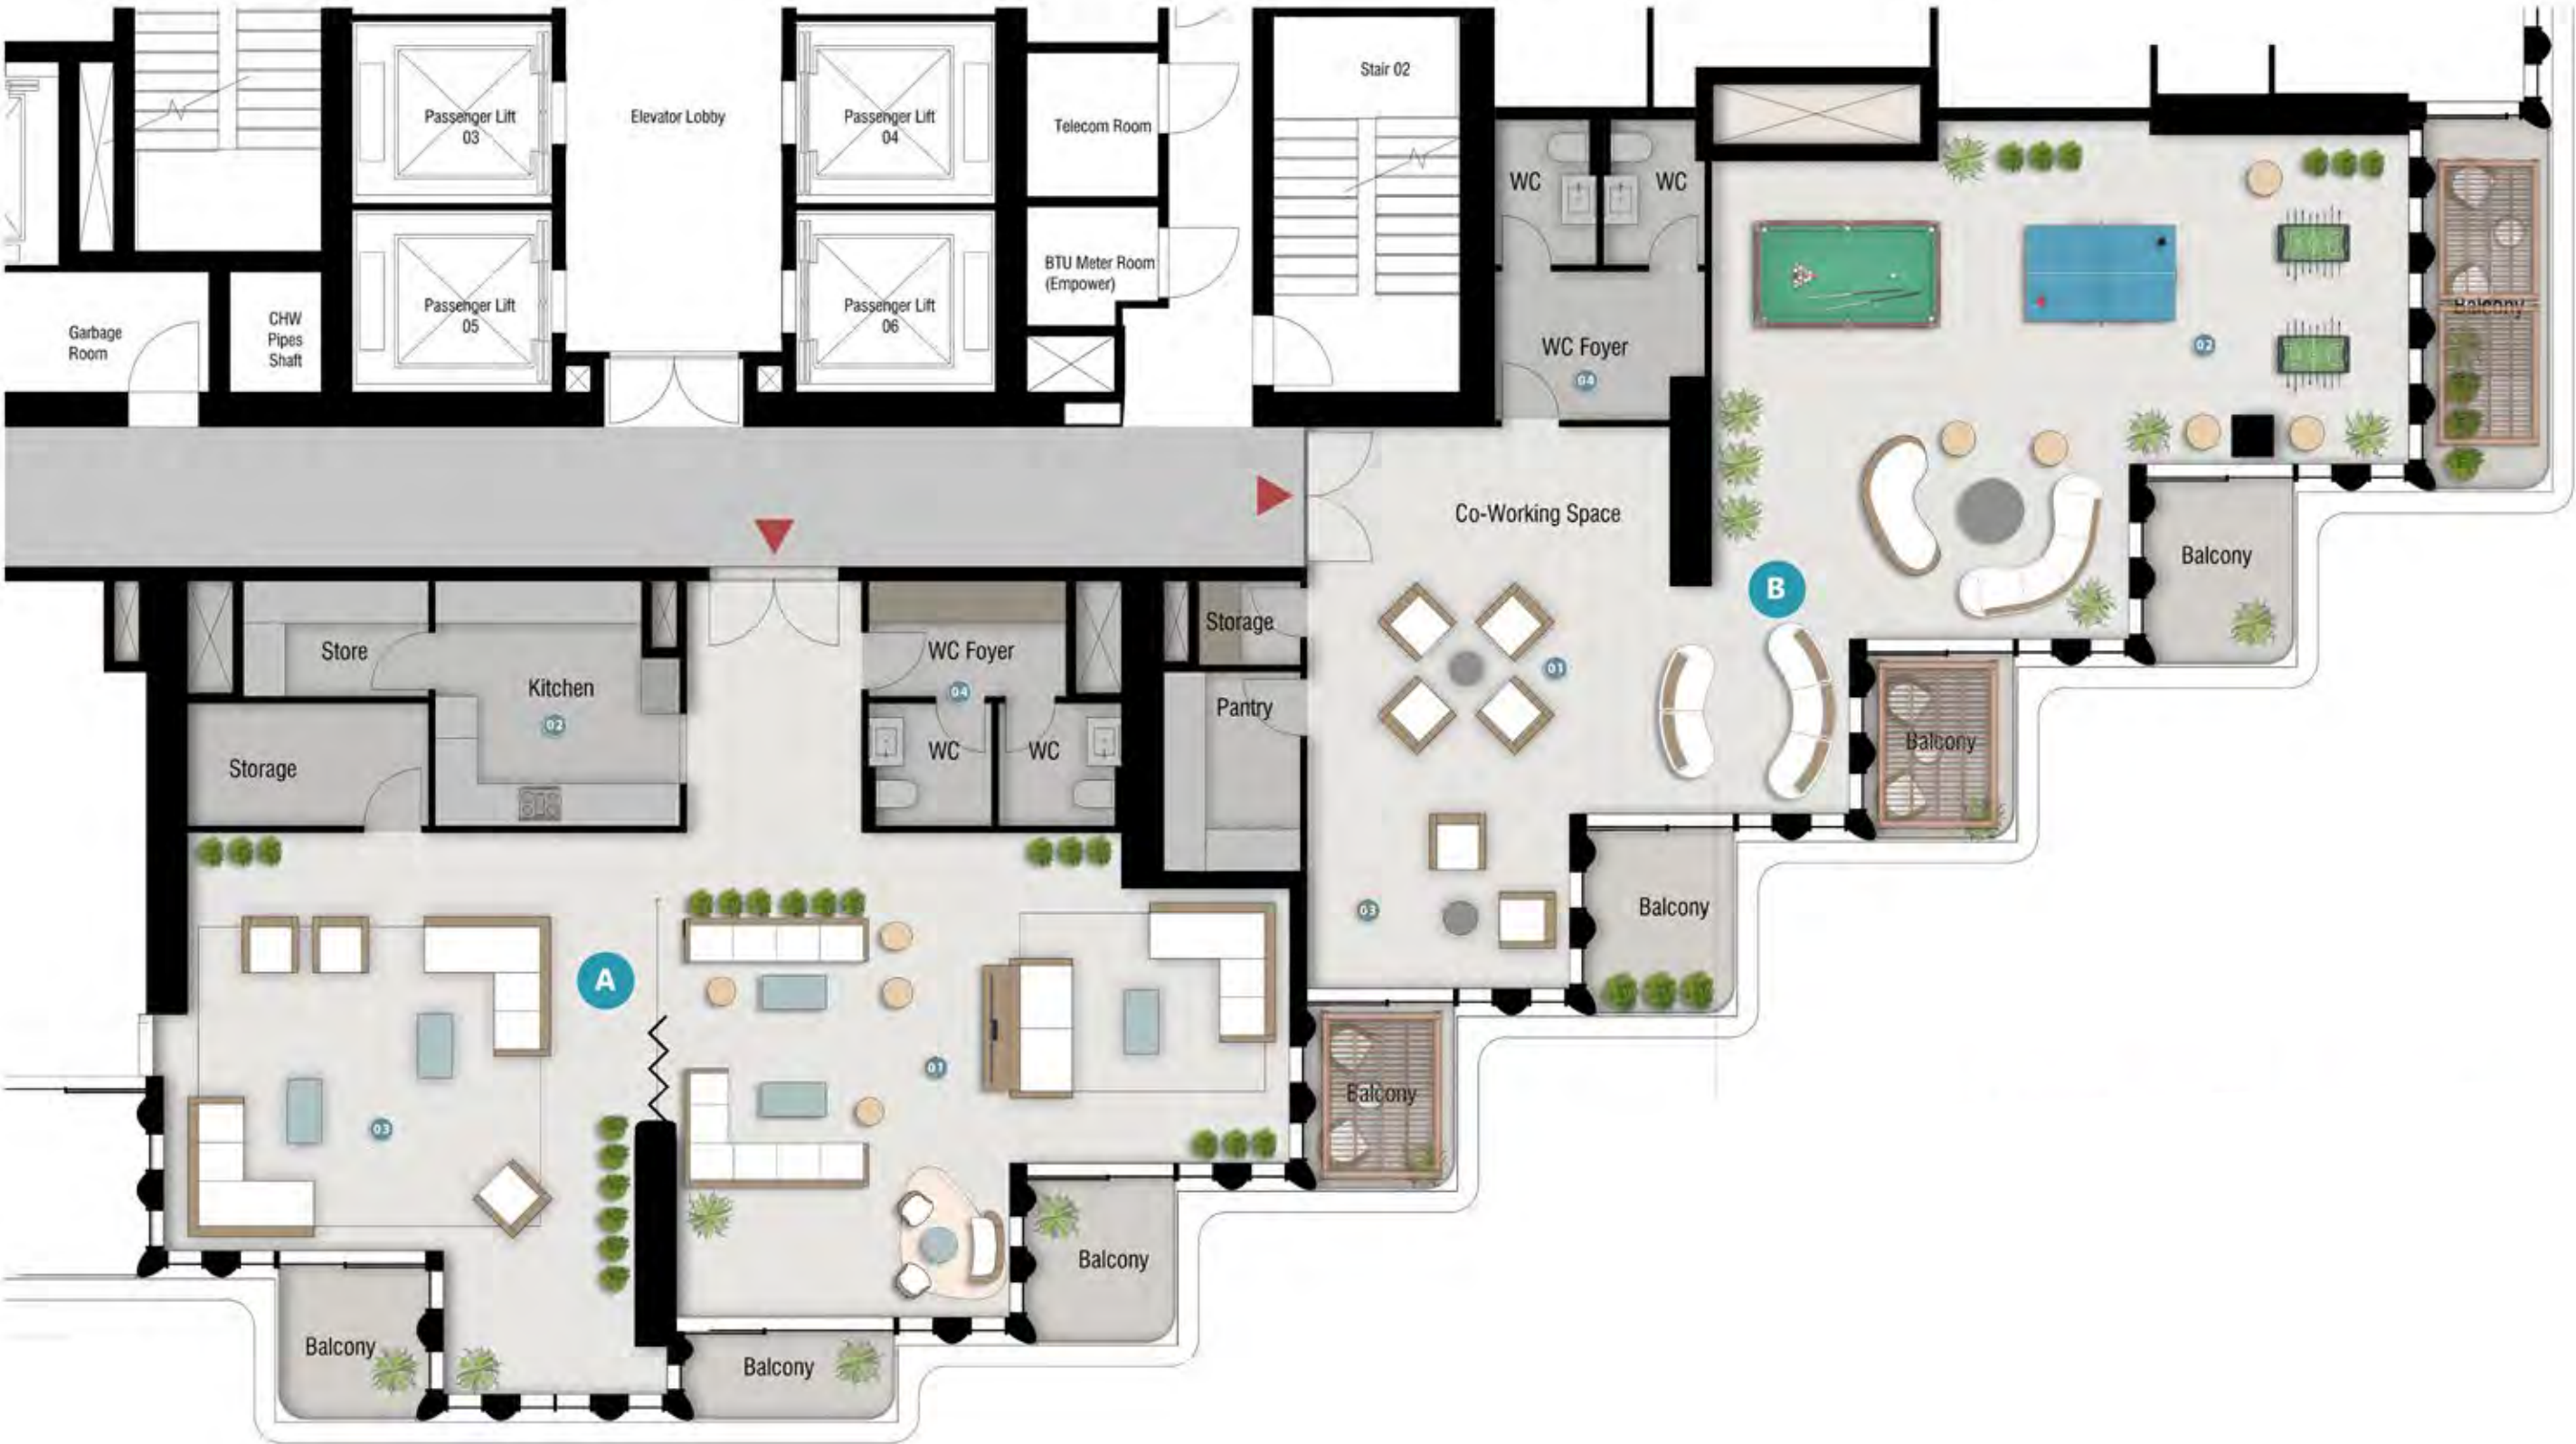 Stair 02
Passenger Lift
03
Elevator Lobby
Passenger Lift
04
Telecom Room
WC
WC
BTU Meter Room
(Empower)
Garbage
Room
CHW
Pipes
Shaft
Passenger Lift
05
Passenger Lift
06
WC Foyer
04
02
Balcony
Co-Working Space
Balcony
B
Store
Kitchen
02
WC Foyer
04
Storage
01
Pantry
Storage
WC
WC
Balcony
03
Balcony
A
01
03
Balcony
Balcony
Balcony
Balcony